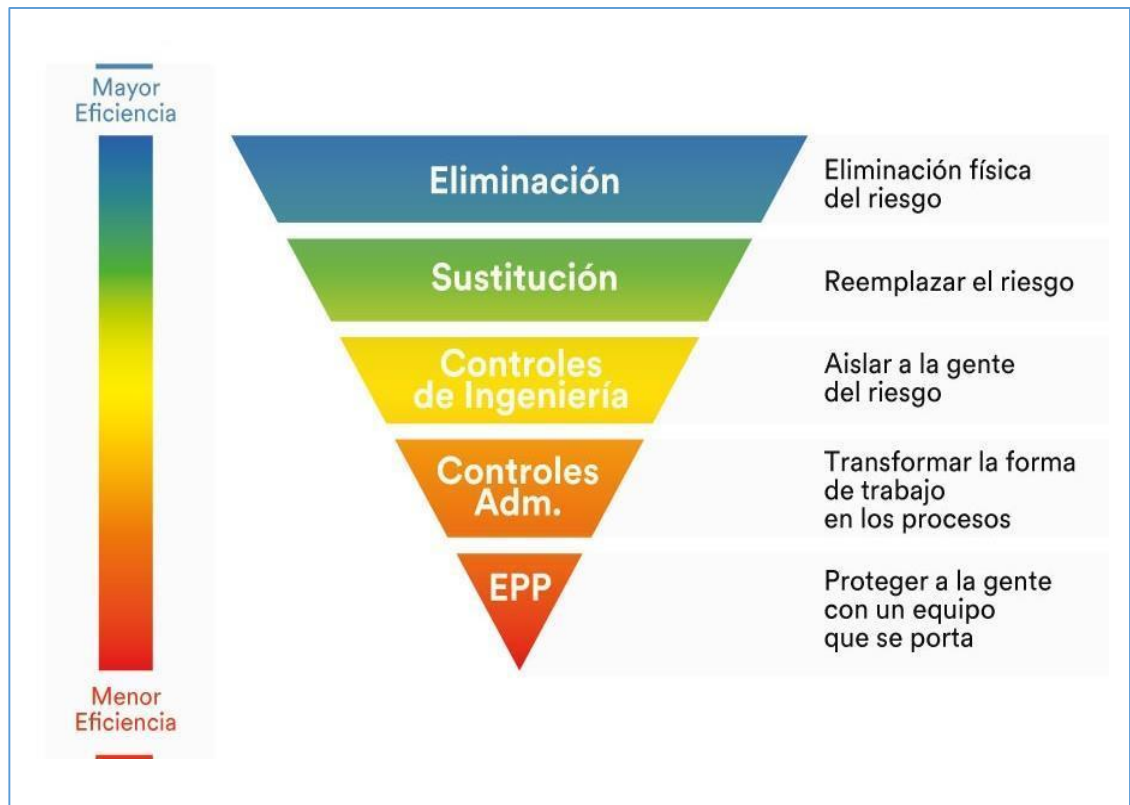 Mayor
Eficiencia
Eliminación
Eliminación física
del riesgo
Sustitución
Reemplazar el riesgo
Controles
de Ingeniería
Aislar a la gente
del riesgo
Controles
Adm.
Transformar la forma
de trabajo
en los procesos
EPP
Proteger a la gente
con un equipo
que se porta
Menor
Eficiencia